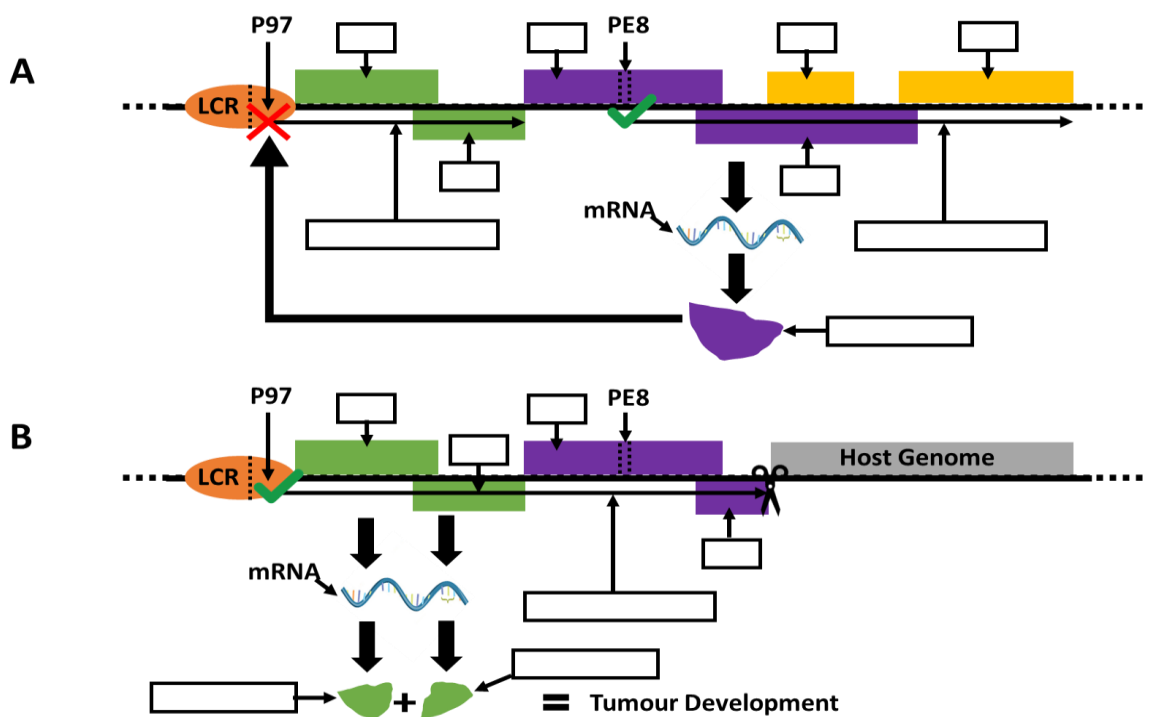 P97
PE8
A
LCR
mRNA
P97
PE8
B
LCR
Host Genome
mRNA
+
= Tumour Development